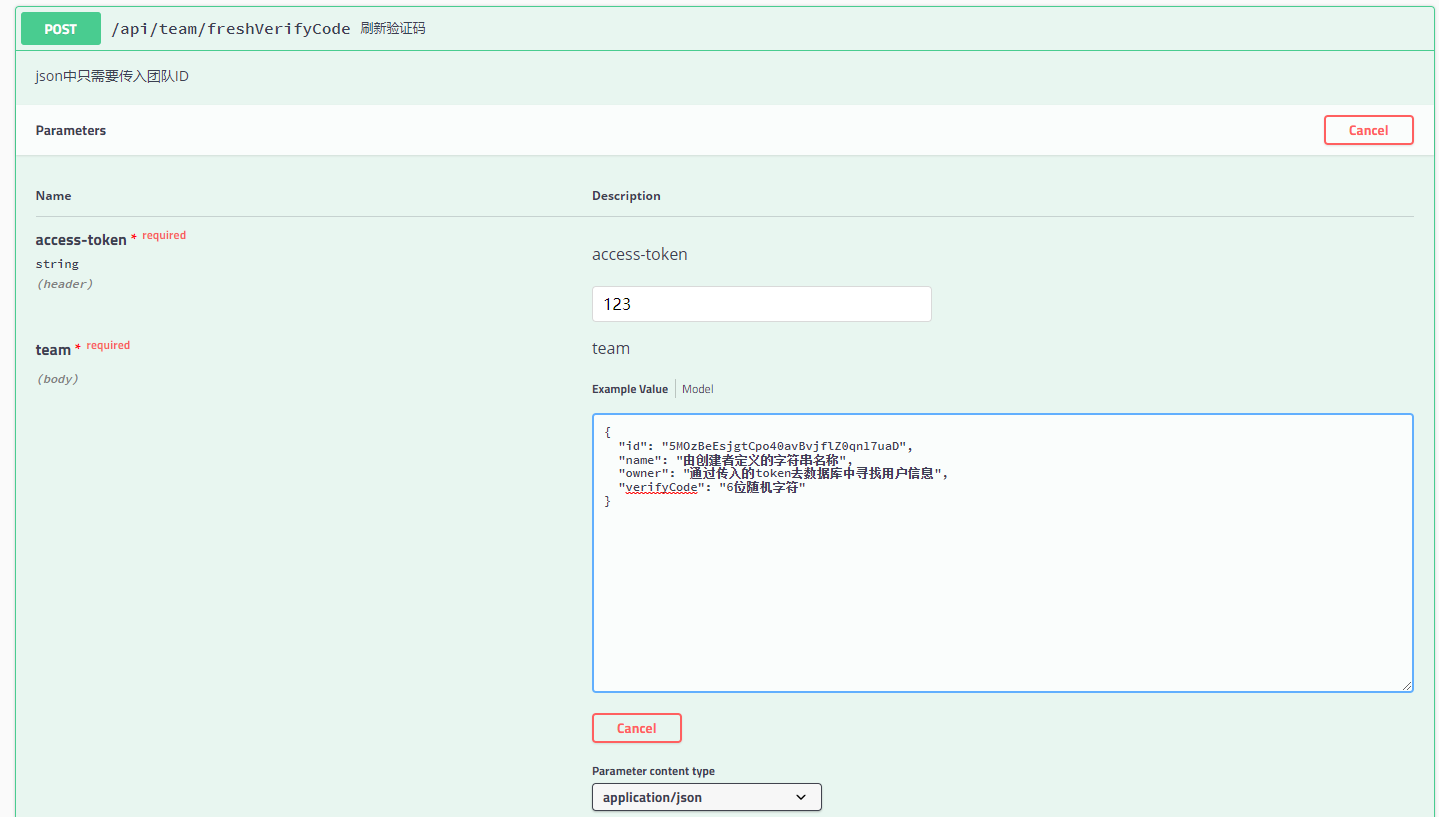 POST /api/team/freshVerifyCode 刷新验证码
json中只需要传入团队ID
Parameters Cancel
Name Description
access-token * required
string
(header)
access-token
123
team * required
(body)
team
Example Value Model
{
"id": "5MOzBeEsjgtCpo40avBvjflZ0qnl7uaD",
"name": "由创建者定义的字符串名称",
"owner": "通过传入的token去数据库中寻找用户信息",
"verifyCode": "6位随机字符"
}
Cancel
Parameter content type
application/json